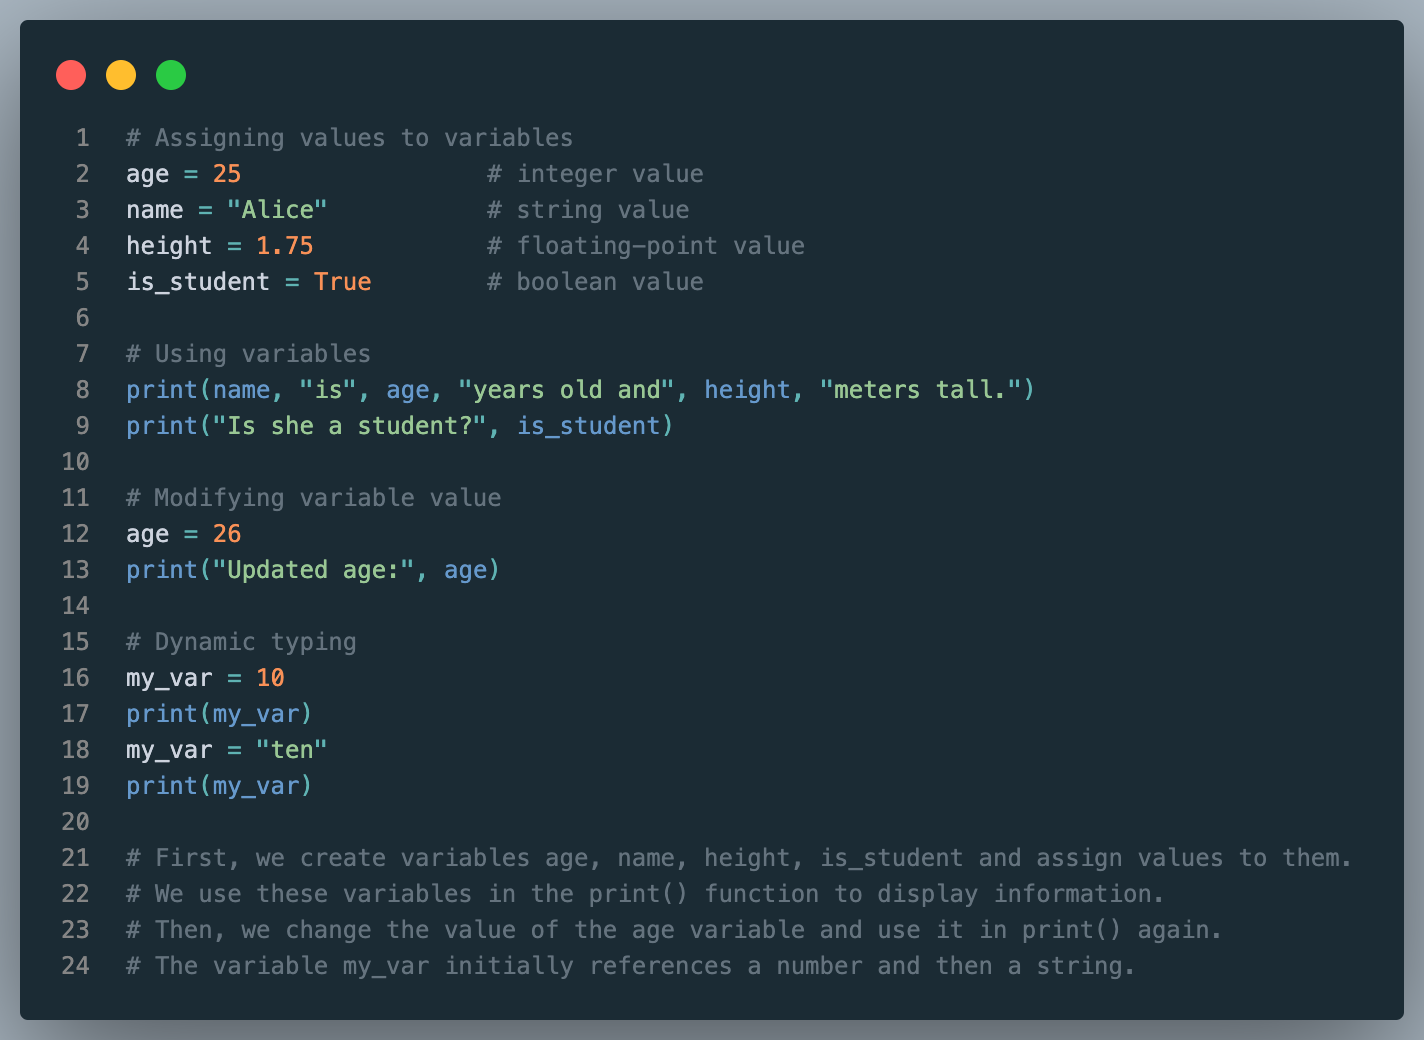 1 # Assigning values to variables
2 age = 25                 # integer value
3 name = "Alice"           # string value
4 height = 1.75            # floating-point value
5 is_student = True        # boolean value
6
7 # Using variables
8 print(name, "is", age, "years old and", height, "meters tall.")
9 print("Is she a student?", is_student)
10
11 # Modifying variable value
12 age = 26
13 print("Updated age:", age)
14
15 # Dynamic typing
16 my_var = 10
17 print(my_var)
18 my_var = "ten"
19 print(my_var)
20
21 # First, we create variables age, name, height, is_student and assign values to them.
22 # We use these variables in the print() function to display information.
23 # Then, we change the value of the age variable and use it in print() again.
24 # The variable my_var initially references a number and then a string.